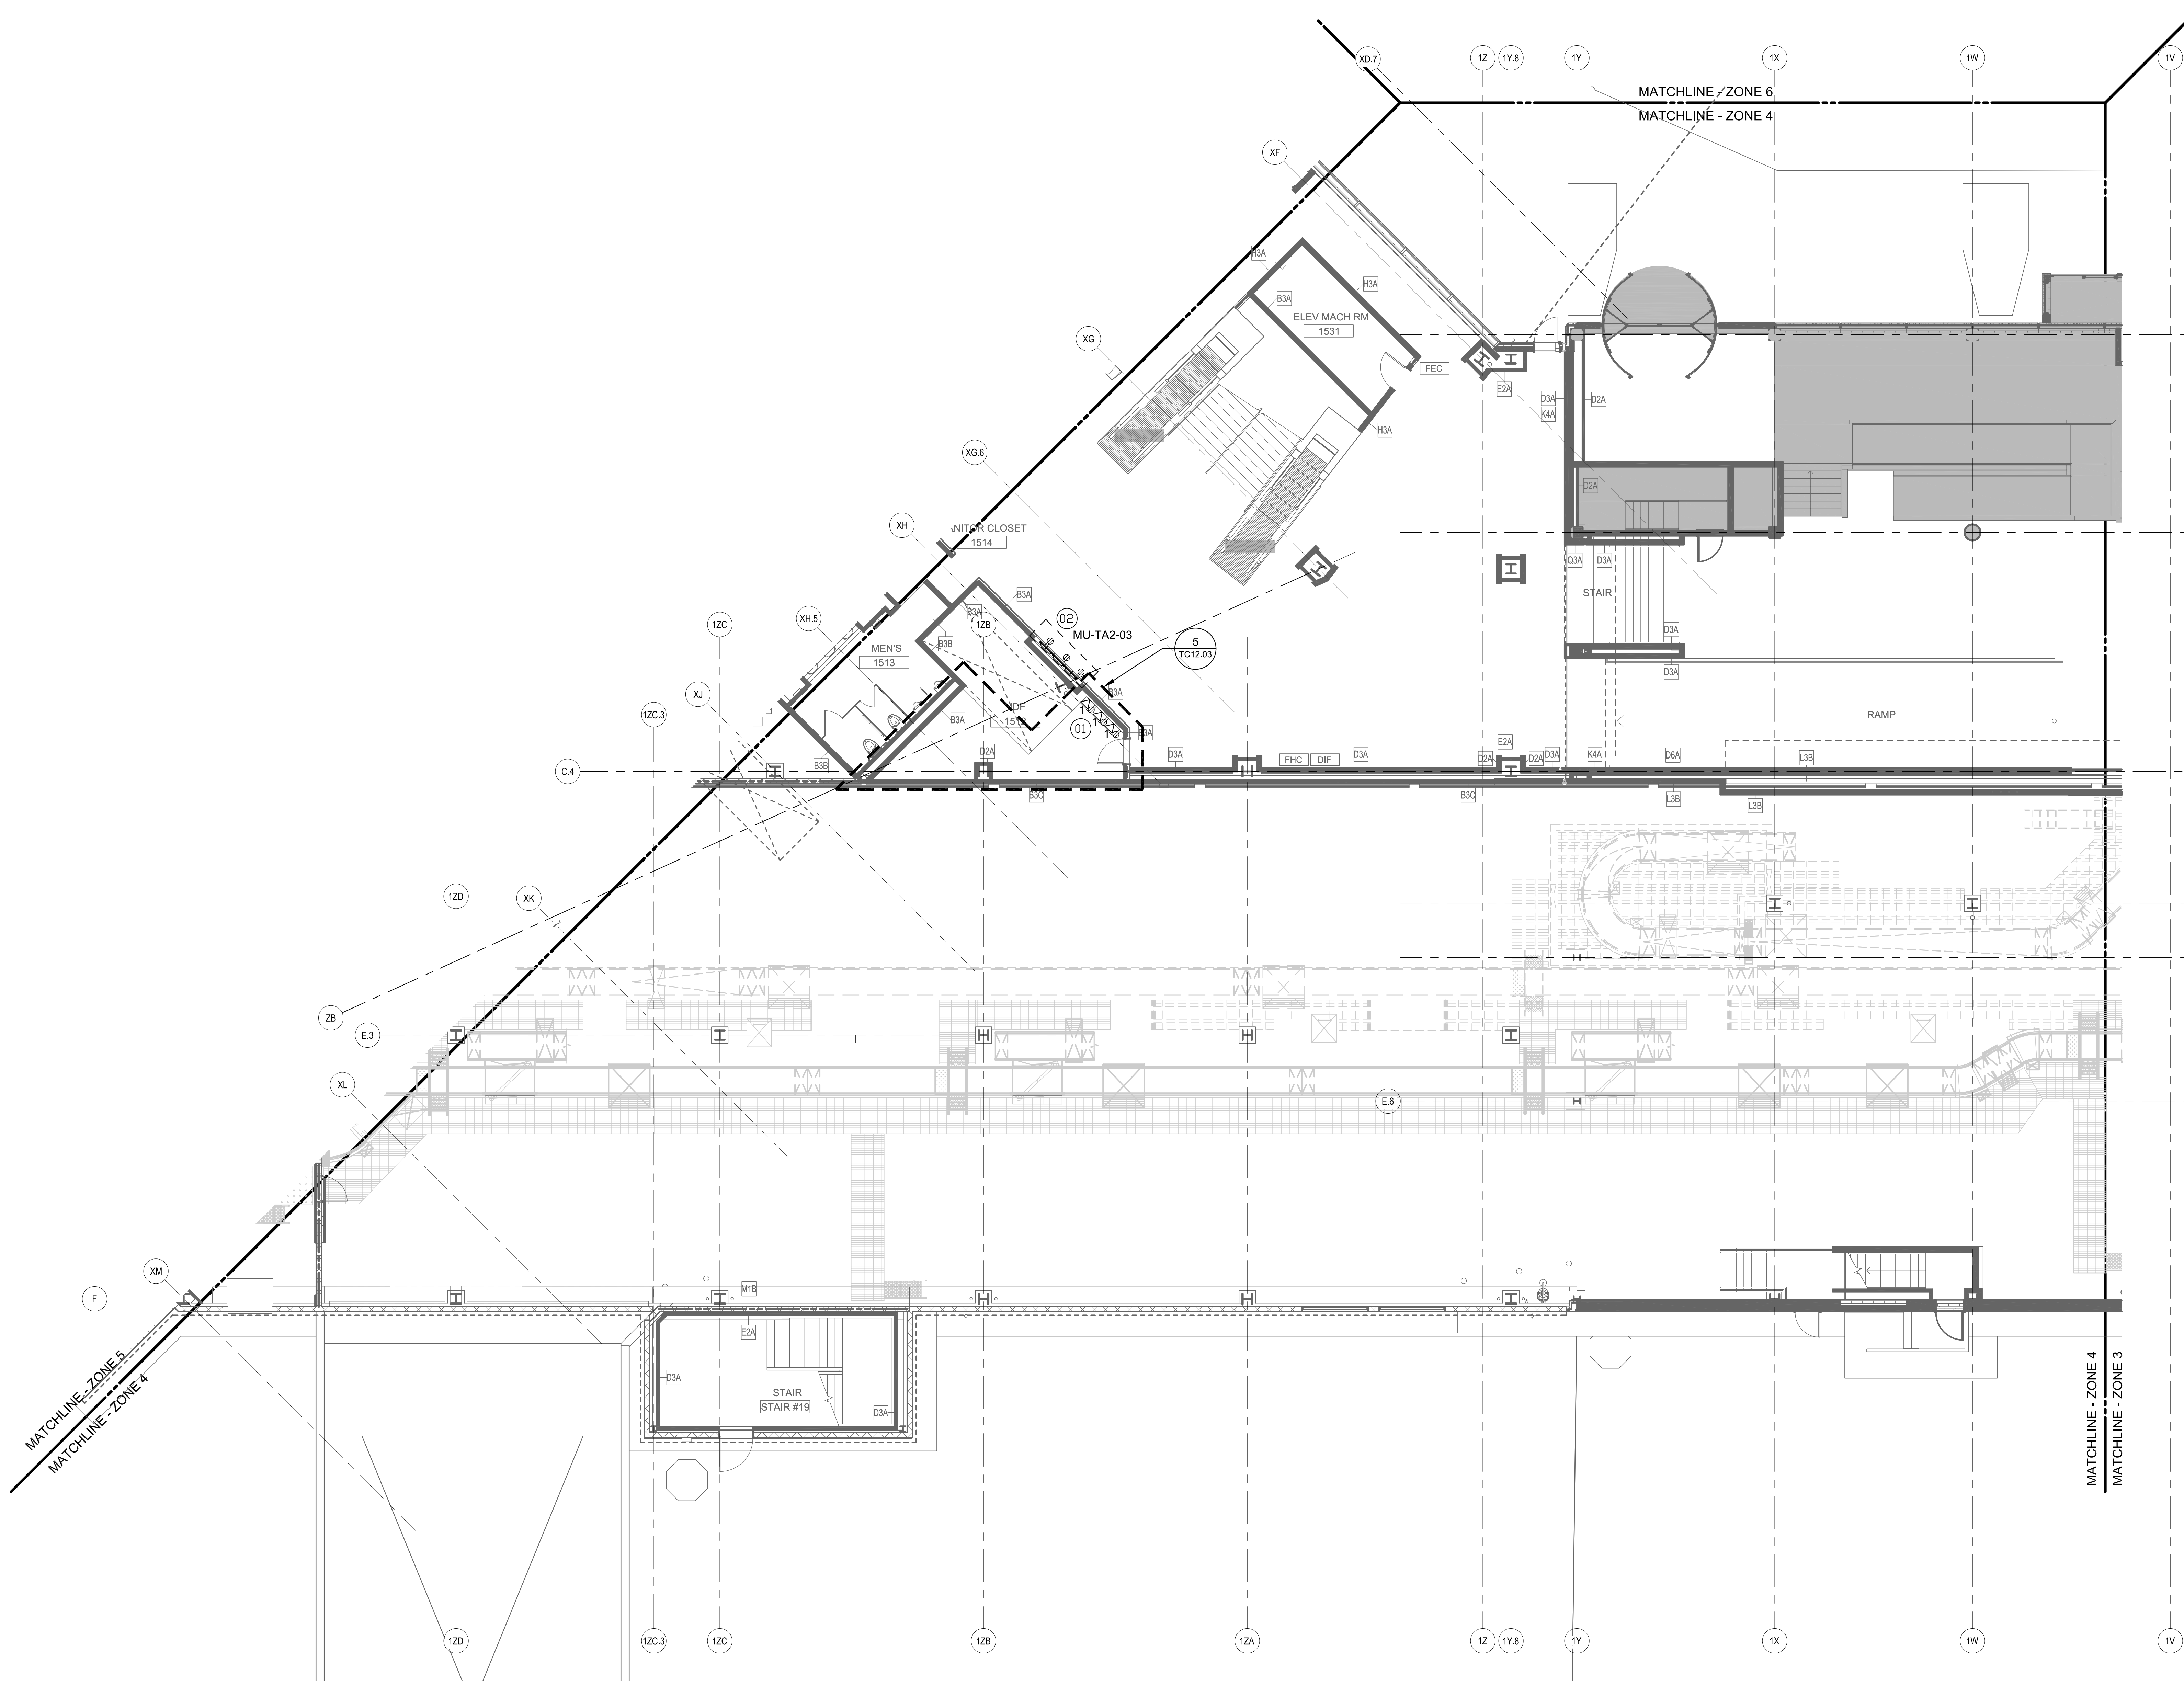 XD.7
1Z
1Y.8
1Y
1X
1W
1V
MATCHLINE - ZONE 6
MATCHLINE - ZONE 4
XF
H3A
H3A
B3A
ELEV MACH RM
1531
XG
FEC
E2A
D3A
D2A
K4A
H3A
XG.6
D2A
XH
NITOR CLOSET
1514
Q3A
D3A
STAIR
B3A
B3A
02
XH.5
1ZC
1ZB
MU-TA2-03
5
TC12.03
D3A
B3B
MEN'S
1513
D3A
XJ
B3A
1ZC.3
B3A
DF
01
RAMP
B3A
D2A
E2A
D3A
FHC
DIF
D3A
D2A
D2A
D3A
K4A
D6A
L3B
B3B
C.4
B3C
B3C
L3B
L3B
1ZD
XK
ZB
E.3
XL
E.6
XM
F
M1B
E2A
D3A
STAIR
STAIR #19
D3A
MATCHLINE - ZONE 5
MATCHLINE - ZONE 4
MATCHLINE - ZONE 4
MATCHLINE - ZONE 3
1ZD
1ZC.3
1ZC
1ZB
1ZA
1Z
1Y.8
1Y
1X
1W
1V